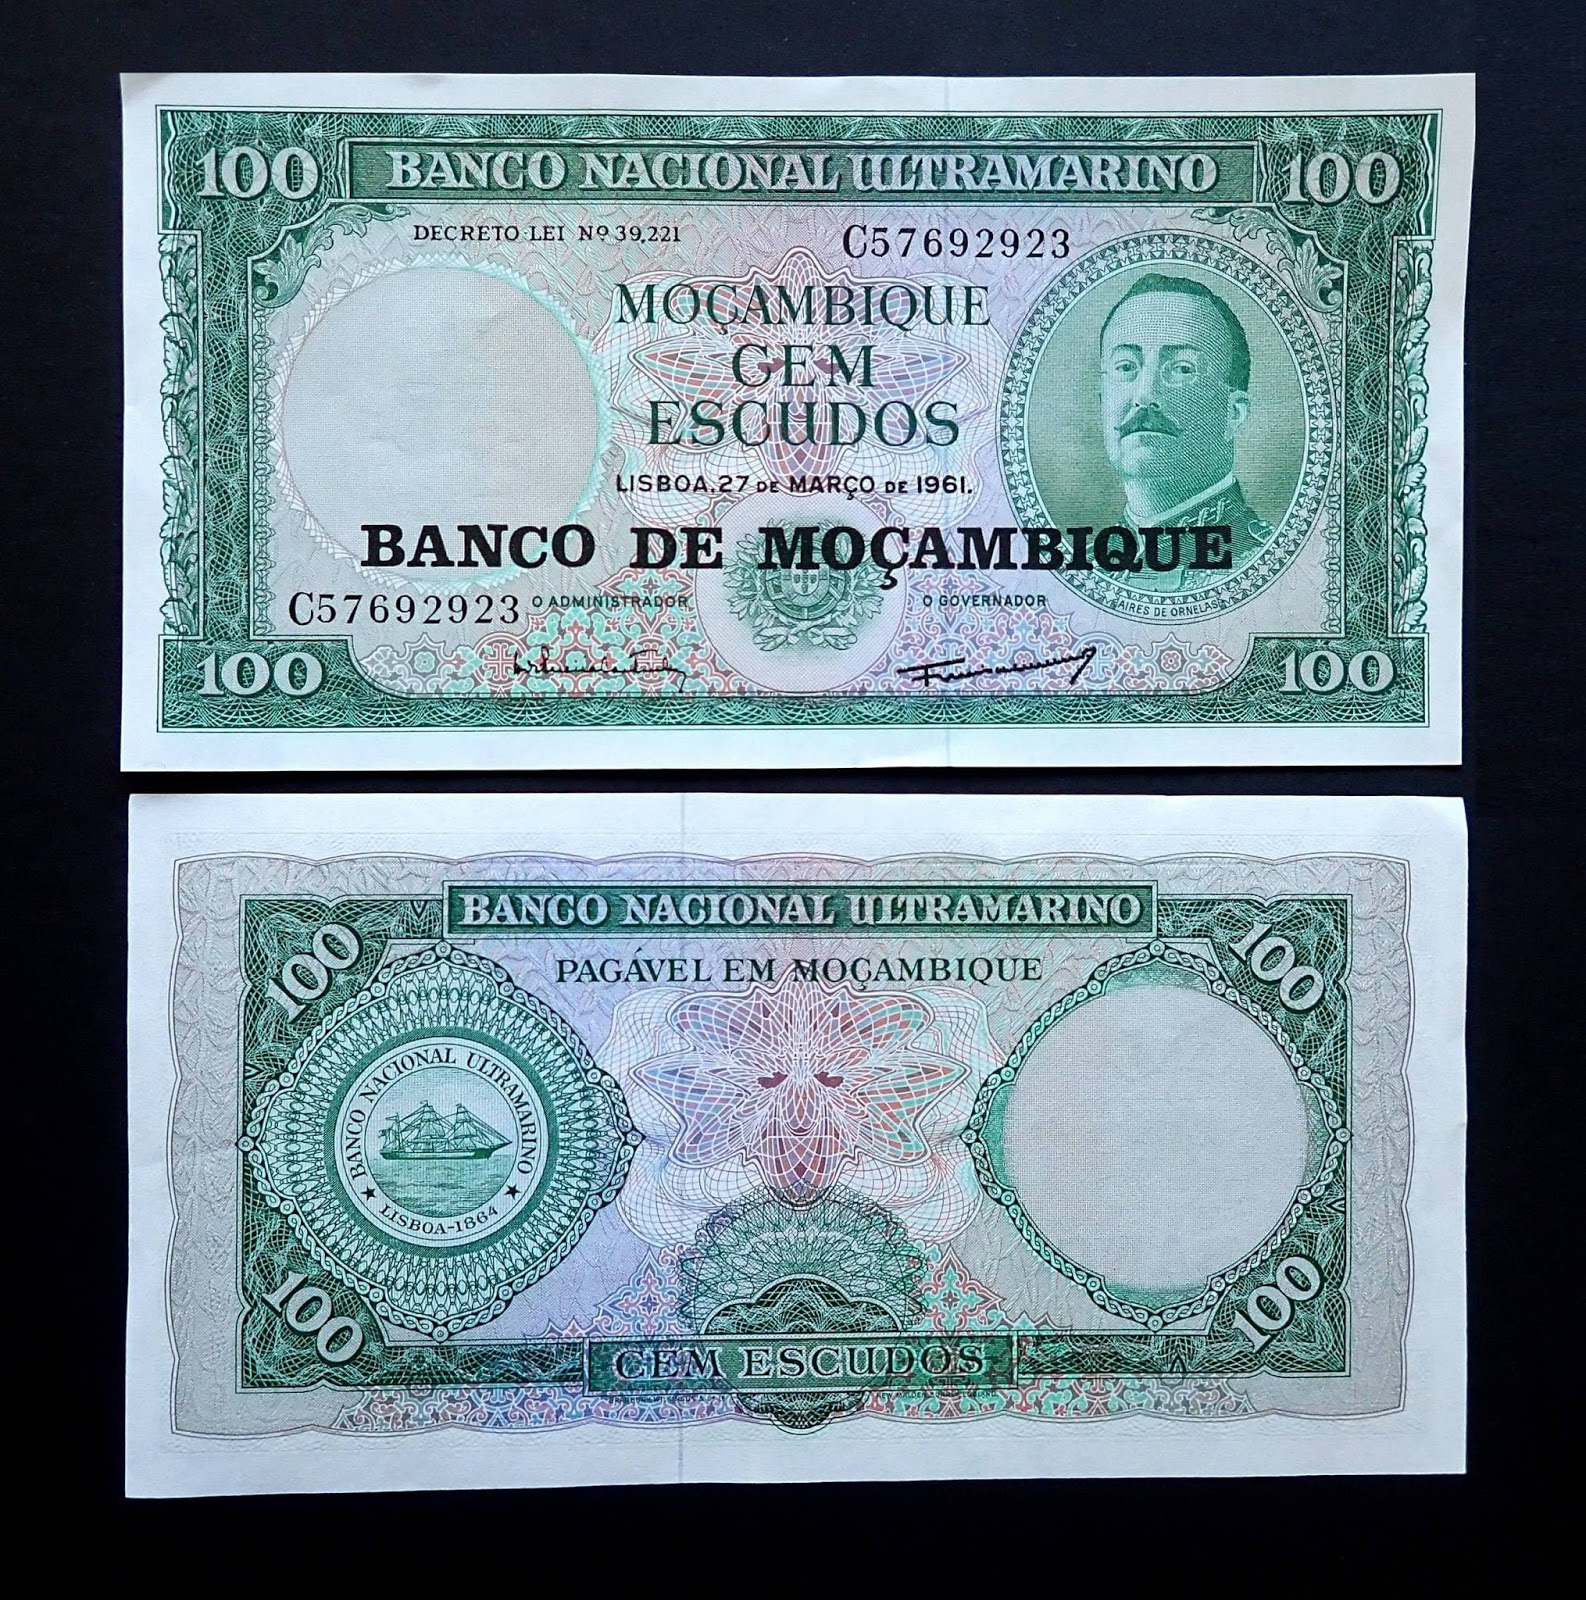 100 BANCO NACIONAL ULTRAMARINO 100
DECRETO-LEI Nº 39.221 C57692923
MOÇAMBIQUE
CEM
ESCUDOS
LISBOA, 27 DE MARÇO DE 1961.
BANCO DE MOÇAMBIQUE
C57692923 O ADMINISTRADOR O GOVERNADOR
AIRES DE ORNELAS
100 100
BANCO NACIONAL ULTRAMARINO
100 100
PAGÁVEL EM MOÇAMBIQUE
BANCO NACIONAL ULTRAMARINO
LISBOA-1864
100 100
CEM ESCUDOS